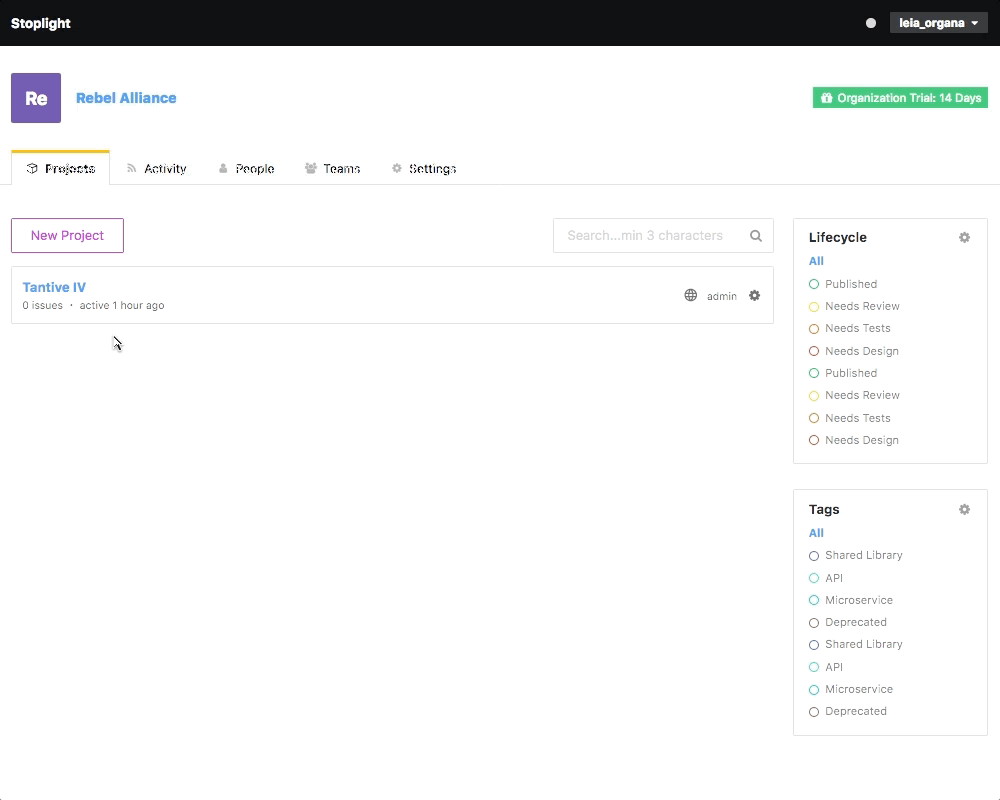 Stoplight
leia_organa
Re
Rebel Alliance
Organization Trial: 14 Days
Projects
Activity
People
Teams
Settings
New Project
Search...min 3 characters
Tantive IV
0 issues · active 1 hour ago
admin
Lifecycle
All
Published
Needs Review
Needs Tests
Needs Design
Published
Needs Review
Needs Tests
Needs Design
Tags
All
Shared Library
API
Microservice
Deprecated
Shared Library
API
Microservice
Deprecated